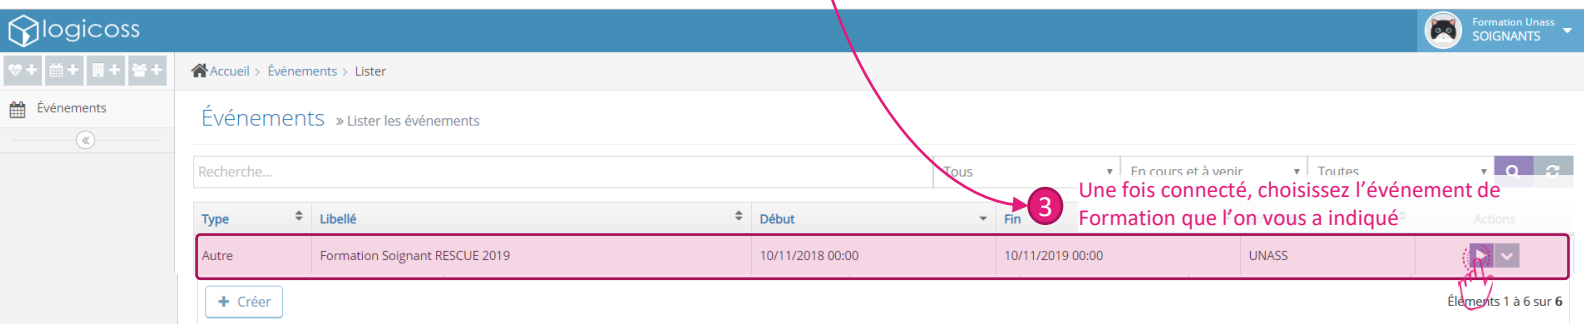 logicoss
Formation Unass
SOIGNANTS
Accueil > Événements > Lister
Événements
Événements » Lister les événements
Recherche...
Tous
En cours et à venir
Toutes
3
Une fois connecté, choisissez l'événement de
Formation que l'on vous a indiqué
Type Libellé Début Fin Actions
Autre Formation Soignant RESCUE 2019 10/11/2018 00:00 10/11/2019 00:00 UNASS
+ Créer
Éléments 1 à 6 sur 6